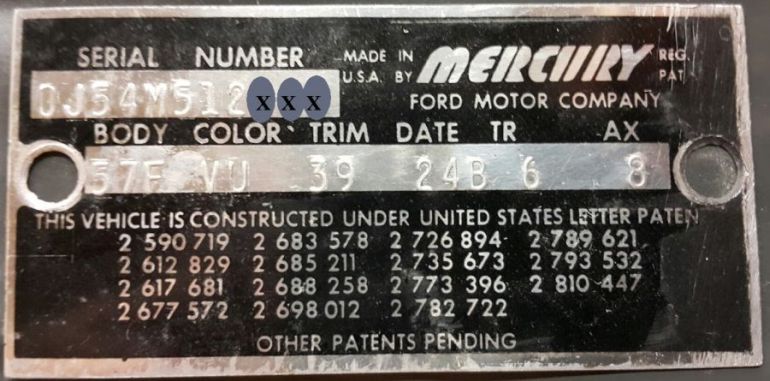 SERIAL NUMBER MADE IN MERCURY REG.
U.S.A. BY PAT.
0J54M512xxx FORD MOTOR COMPANY
BODY COLOR TRIM DATE TR AX
57F VU 39 24B 6 8
THIS VEHICLE IS CONSTRUCTED UNDER UNITED STATES LETTER PATEN
2 590 719 2 683 578 2 726 894 2 789 621
2 612 829 2 685 211 2 735 673 2 793 532
2 617 681 2 688 258 2 773 396 2 810 447
2 677 572 2 698 012 2 782 722
OTHER PATENTS PENDING